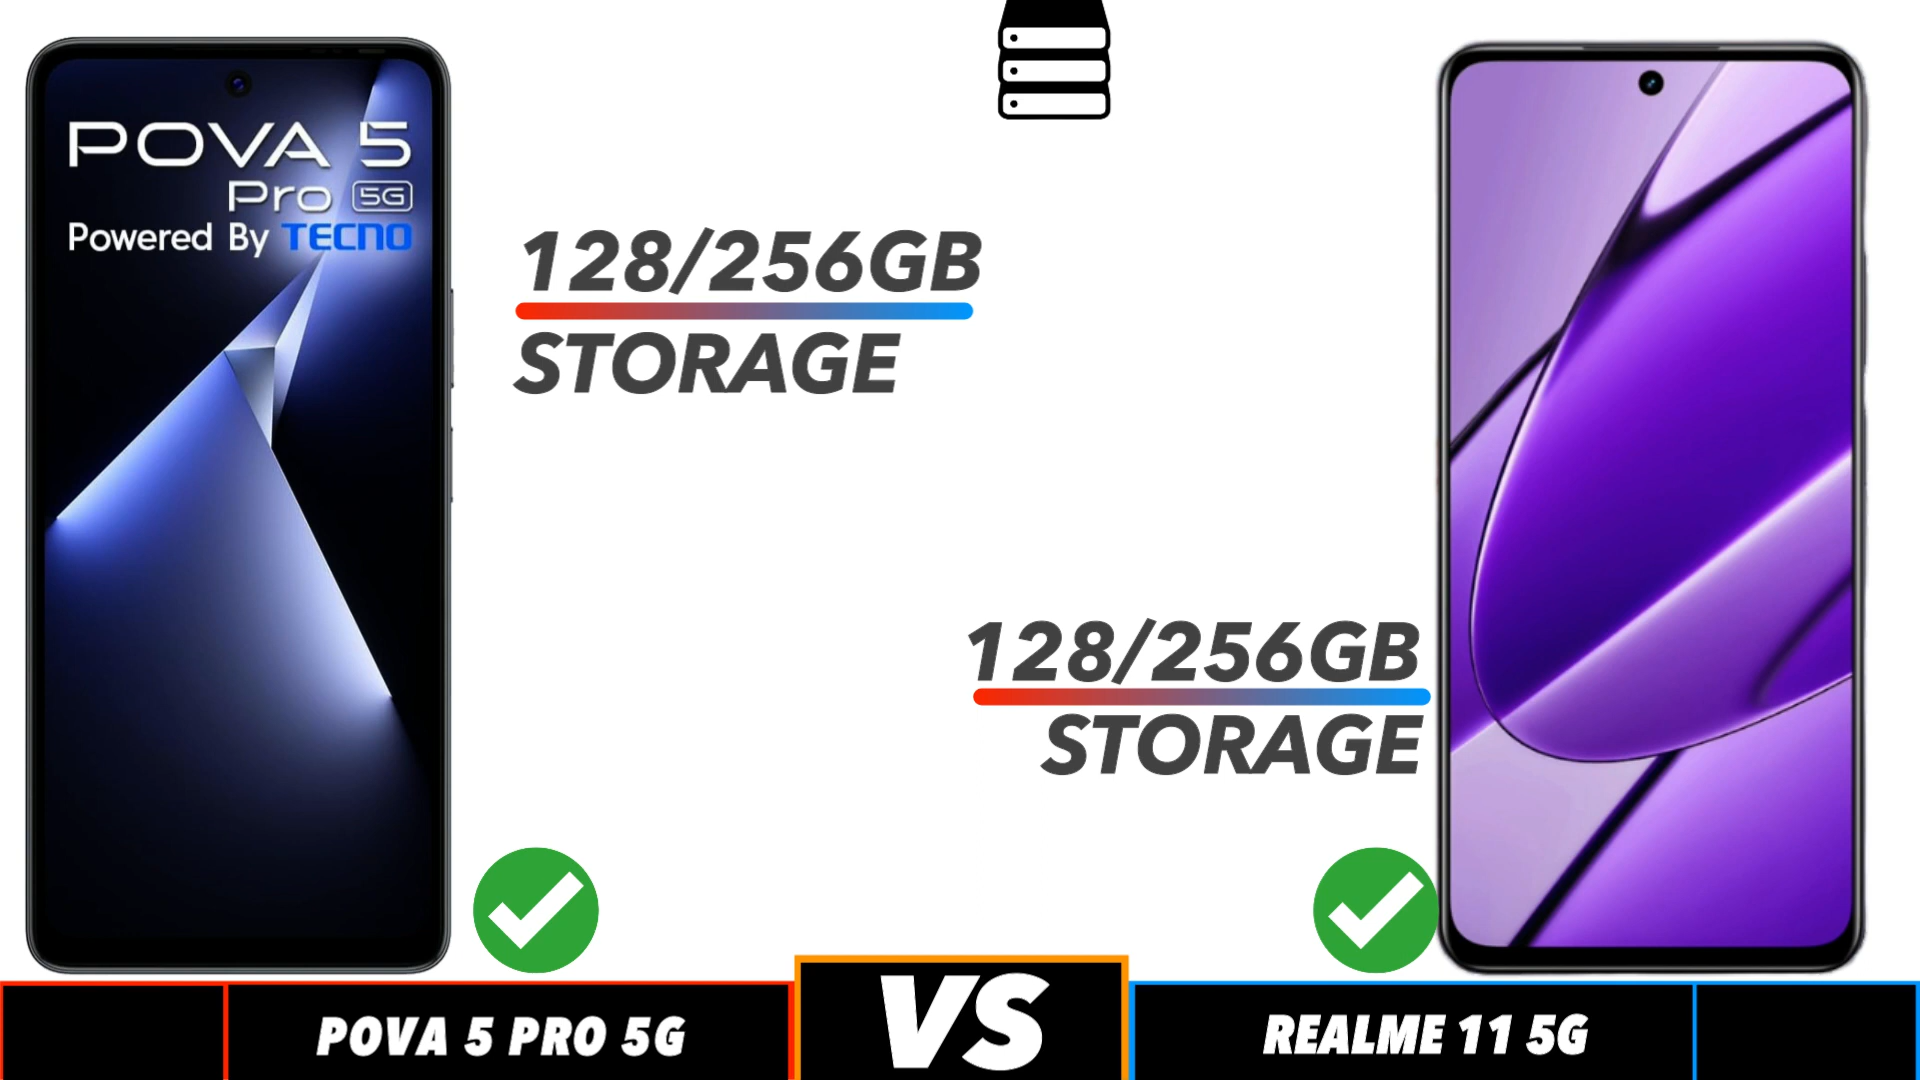 POVA 5
Pro 5G
Powered By TECNO
128/256GB
STORAGE
128/256GB
STORAGE
POVA 5 PRO 5G
VS
REALME 11 5G